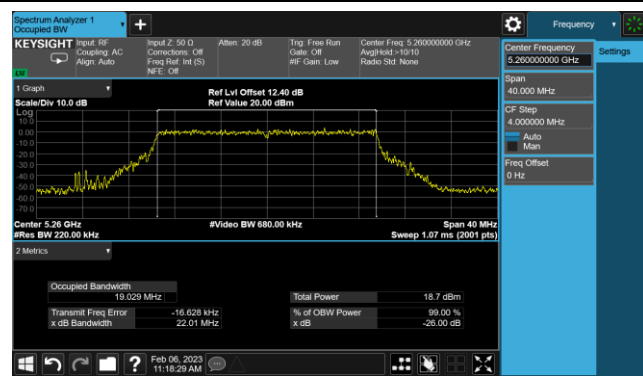 Spectrum Analyzer 1
Occupied BW
Frequency
KEYSIGHT
Input: RF
Coupling: AC
Align: Auto
Input Z: 50 Ω
Corrections: Off
Freq Ref: Int (S)
NFE: Off
Atten: 20 dB
Trig: Free Run
Gate: Off
#IF Gain: Low
Center Freq: 5.260000000 GHz
Avg|Hold:>10/10
Radio Std: None
Center Frequency
5.260000000 GHz
Settings
Span
40.000 MHz
CF Step
4.000000 MHz
Auto
Man
Freq Offset
0 Hz
1 Graph
Scale/Div 10.0 dB
Ref Lvl Offset 12.40 dB
Ref Value 20.00 dBm
Log
10.0
0.00
-10.0
-20.0
-30.0
-40.0
-50.0
-60.0
-70.0
Center 5.26 GHz
#Video BW 680.00 kHz
Span 40 MHz
#Res BW 220.00 kHz
Sweep 1.07 ms (2001 pts)
2 Metrics
Occupied Bandwidth
19.029 MHz
Total Power
18.7 dBm
Transmit Freq Error
-16.628 kHz
% of OBW Power
99.00 %
x dB Bandwidth
22.01 MHz
x dB
-26.00 dB
?
Feb 06, 2023
11:18:29 AM